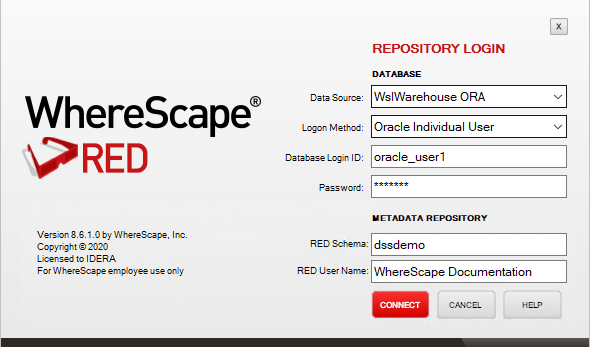 X
REPOSITORY LOGIN
DATABASE
Data Source: WslWarehouse ORA
Logon Method: Oracle Individual User
Database Login ID: oracle_user1
Password: *******
METADATA REPOSITORY
RED Schema: dssdemo
RED User Name: WhereScape Documentation
CONNECT CANCEL HELP
WhereScape®
RED
Version 8.6.1.0 by WhereScape, Inc.
Copyright © 2020
Licensed to IDERA
For WhereScape employee use only